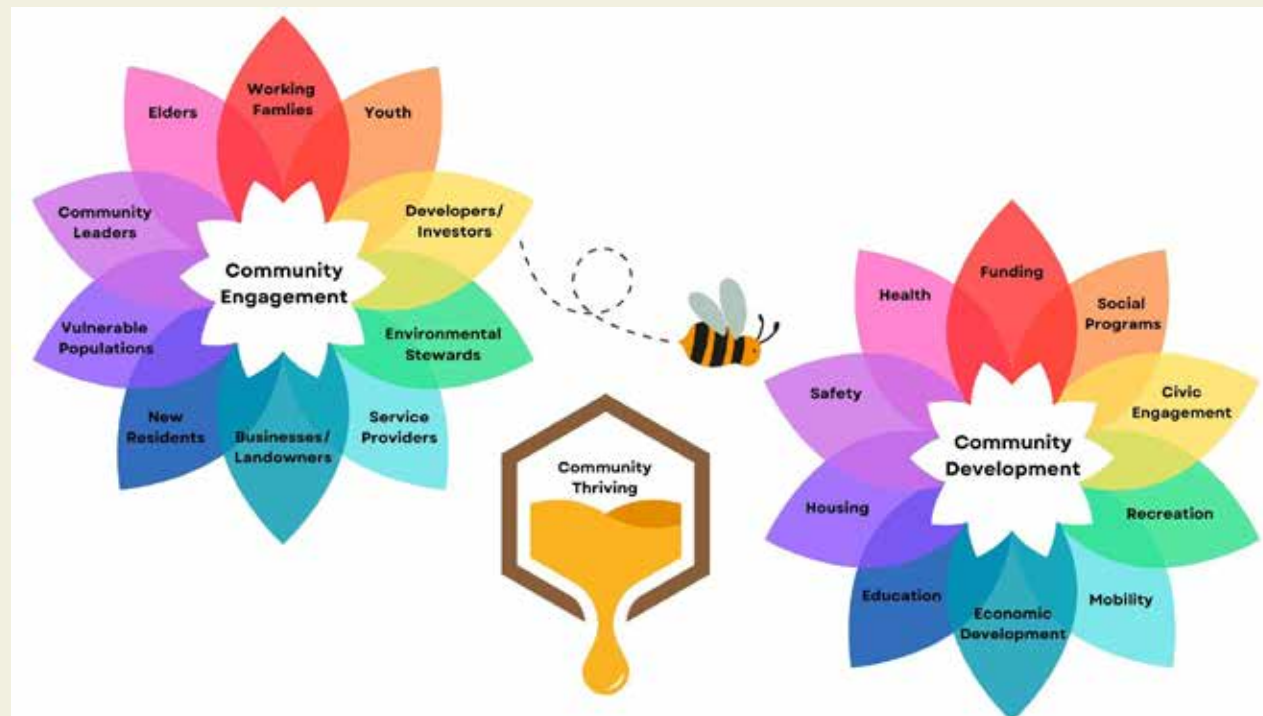 Working
Famlies
Elders
Youth
Community
Leaders
Developers/
Investors
Community
Engagement
Vulnerable
Populations
Environmental
Stewards
New
Residents
Businesses/
Landowners
Service
Providers
Community
Thriving
Funding
Health
Social
Programs
Safety
Civic
Engagement
Community
Development
Housing
Recreation
Education
Economic
Development
Mobility